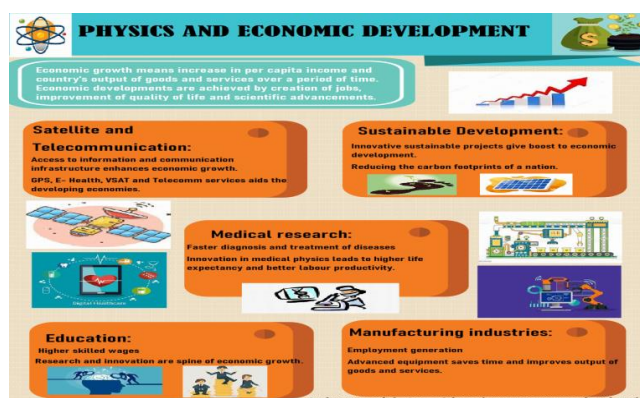 PHYSICS AND ECONOMIC DEVELOPMENT
Economic growth means increase in per capita income and
country's output of goods and services over a period of time.
Economic developments are achieved by creation of jobs,
improvement of quality of life and scientific advancements.
Satellite and
Telecommunication:
Access to information and communication
infrastructure enhances economic growth.
GPS, E- Health, VSAT and Telecomm services aids the
developing economies.
Sustainable Development:
Innovative sustainable projects give boost to economic
development.
Reducing the carbon footprints of a nation.
Medical research:
Faster diagnosis and treatment of diseases
Innovation in medical physics leads to higher life
expectancy and better labour productivity.
Digital Healthcare
Education:
Higher skilled wages
Research and innovation are spine of economic growth.
Manufacturing industries:
Employment generation
Advanced equipment saves time and improves output of
goods and services.